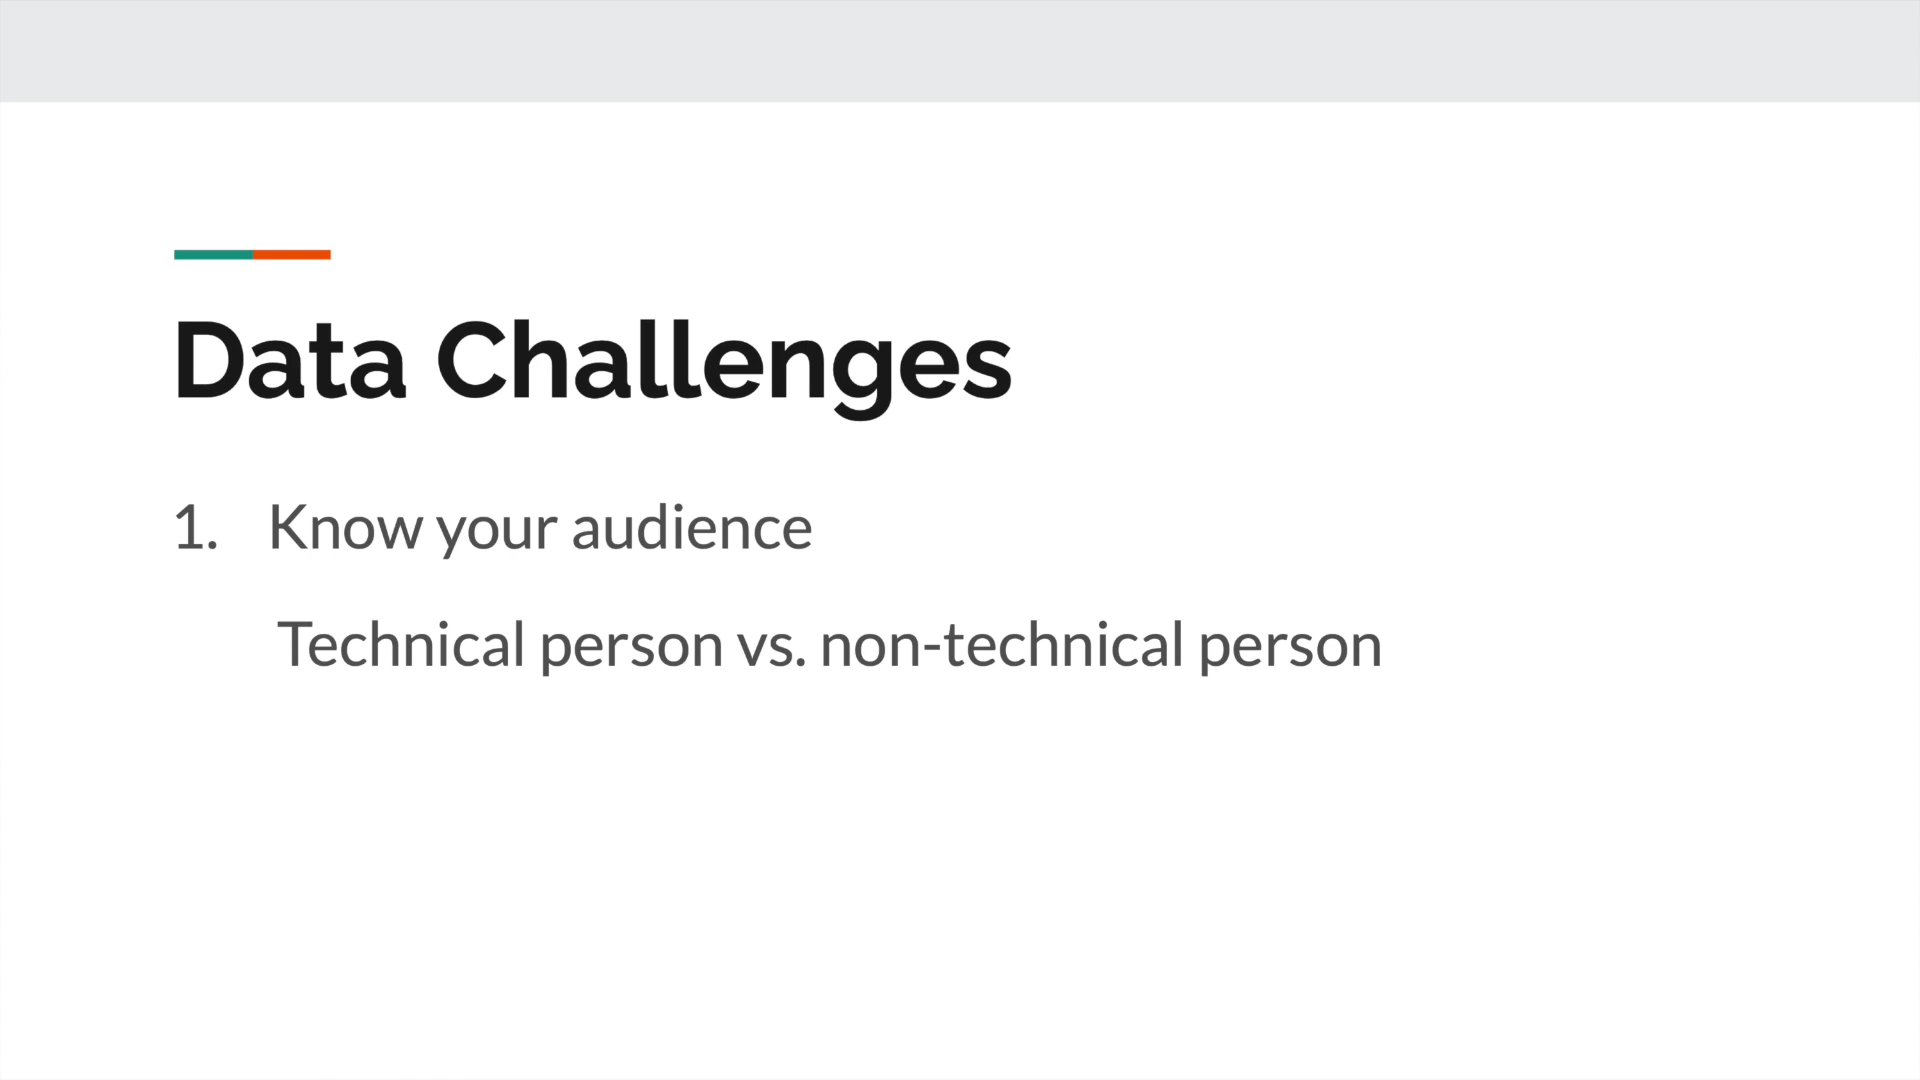 Data Challenges
1. Know your audience
Technical person vs. non-technical person